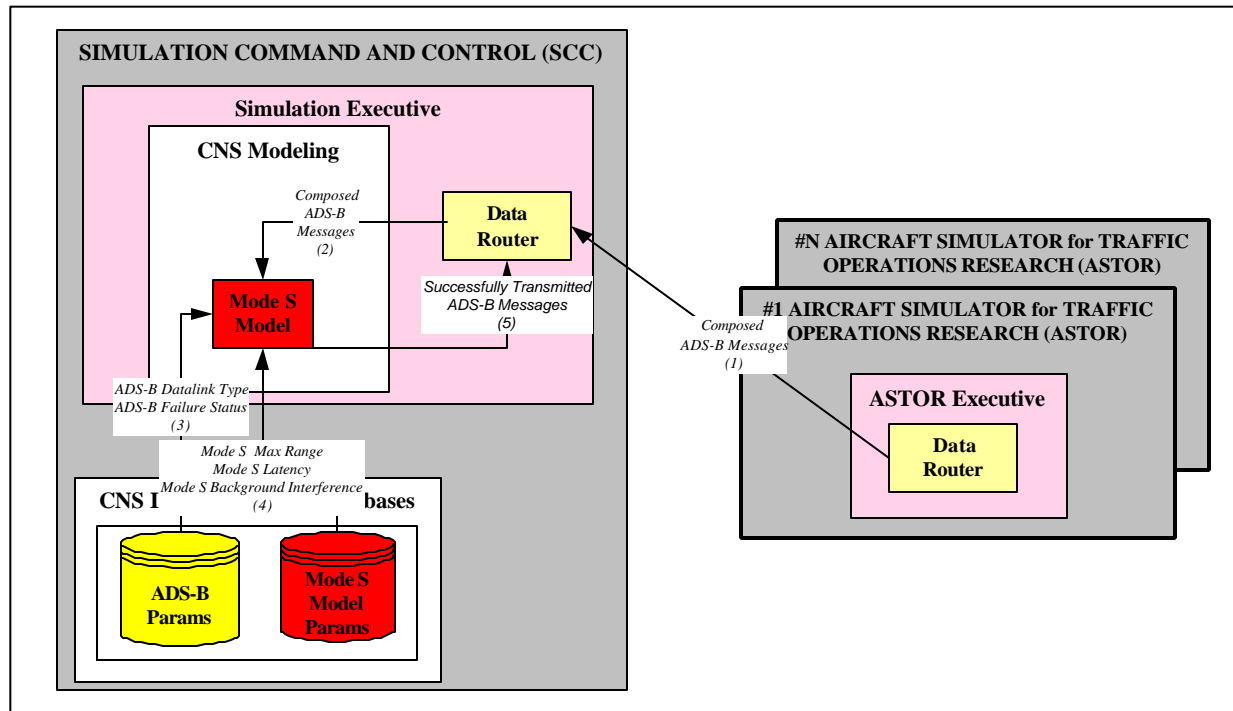 SIMULATION COMMAND AND CONTROL (SCC)
Simulation Executive
CNS Modeling
Composed
ADS-B
Messages
(2)
Data
Router
Mode S
Model
Successfully Transmitted
ADS-B Messages
(5)
ADS-B Datalink Type
ADS-B Failure Status
(3)
Mode S Max Range
Mode S Latency
Mode S Background Interference
(4)
CNS
ADS-B
Params
Mode S
Model
Params
#N AIRCRAFT SIMULATOR for TRAFFIC
OPERATIONS RESEARCH (ASTOR)
#1 AIRCRAFT SIMULATOR for TRAFFIC
OPERATIONS RESEARCH (ASTOR)
Composed
ADS-B Messages
(1)
ASTOR Executive
Data
Router